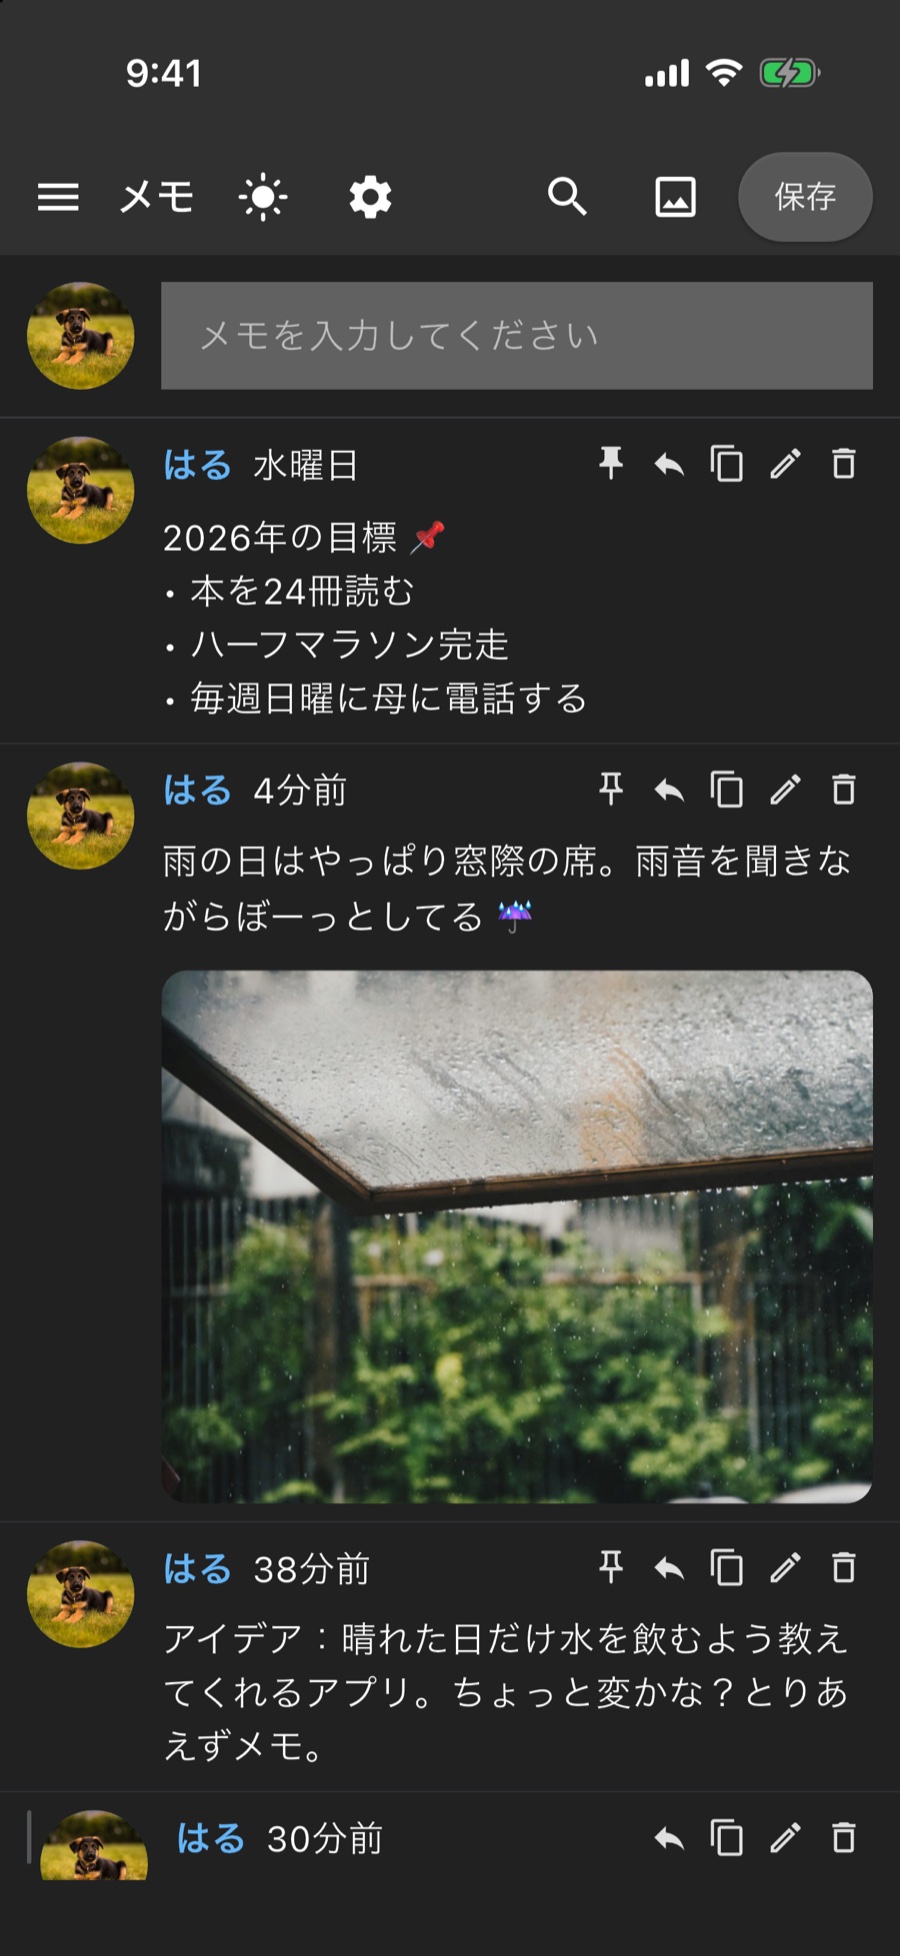 9:41
メモ
保存
メモを入力してください
はる 水曜日
2026年の目標 📌
• 本を24冊読む
• ハーフマラソン完走
• 毎週日曜に母に電話する
はる 4分前
雨の日はやっぱり窓際の席。雨音を聞きな
がらぼーっとしてる ☔
はる 38分前
アイデア：晴れた日だけ水を飲むよう教え
てくれるアプリ。ちょっと変かな？とりあ
えずメモ。
はる 30分前